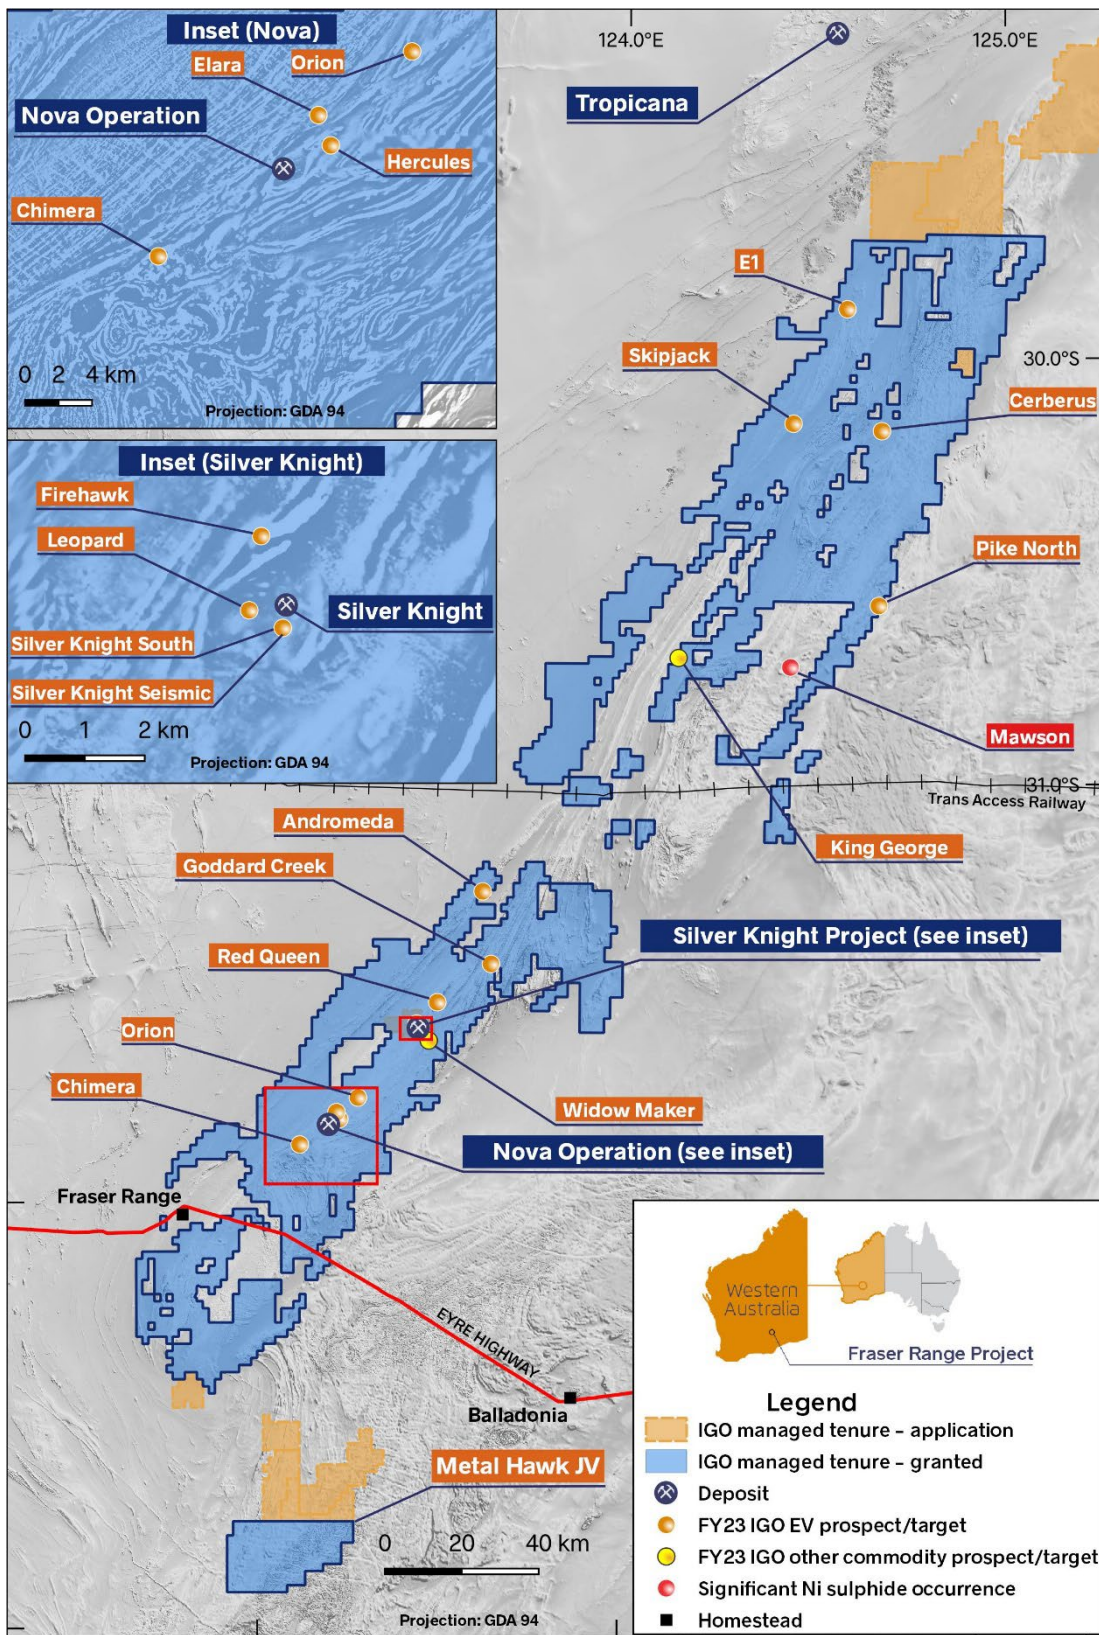 Inset (Nova)
Elara
Orion
Nova Operation
Hercules
Chimera
0 2 4 km
Projection: GDA 94
Inset (Silver Knight)
Firehawk
Leopard
Silver Knight
Silver Knight South
Silver Knight Seismic
0 1 2 km
Projection: GDA 94
124.0°E
125.0°E
Tropicana
E1
30.0°S
Skipjack
Cerberus
Pike North
Mawson
31.0°S
Trans Access Railway
King George
Andromeda
Goddard Creek
Silver Knight Project (see inset)
Red Queen
Orion
Chimera
Widow Maker
Nova Operation (see inset)
Fraser Range
EYRE HIGHWAY
Balladonia
Metal Hawk JV
0 20 40 km
Projection: GDA 94
Western
Australia
Fraser Range Project
Legend
IGO managed tenure - application
IGO managed tenure - granted
Deposit
FY23 IGO EV prospect/target
FY23 IGO other commodity prospect/target
Significant Ni sulphide occurrence
Homestead